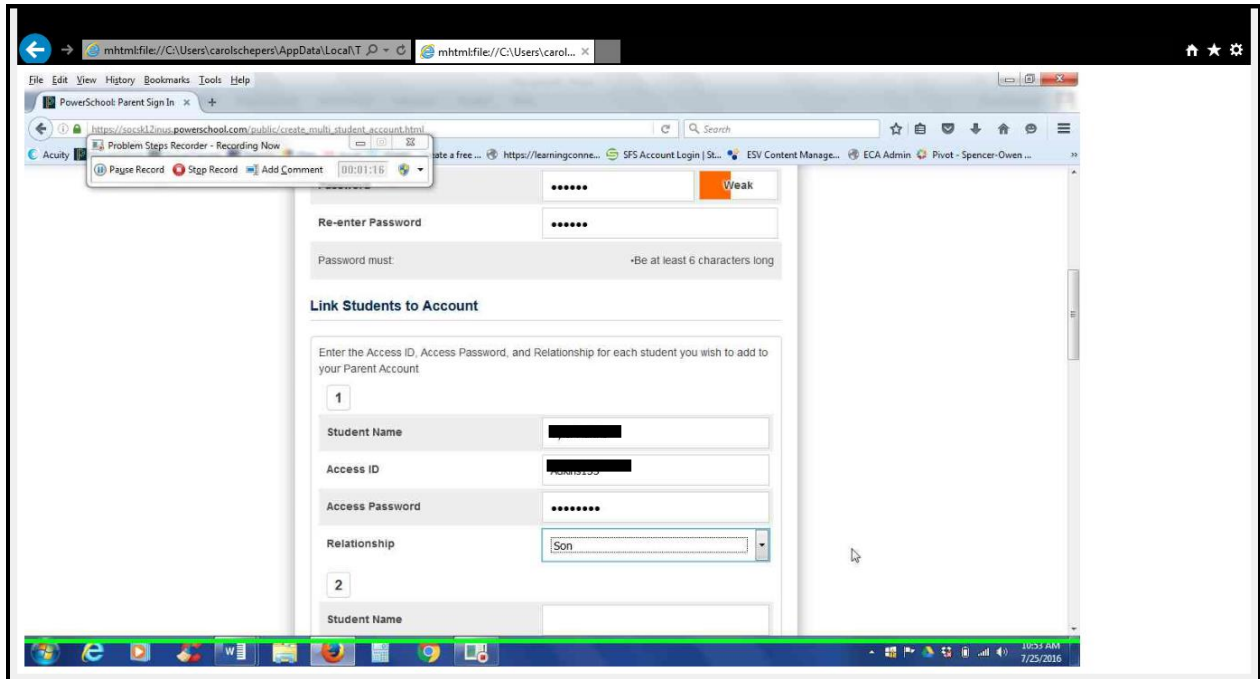 mhtml:file://C:\Users\carolschepers\AppData\Local\T
mhtml:file://C:\Users\carol...
File Edit View History Bookmarks Tools Help
PowerSchool: Parent Sign In
https://socsk12inus.powerschool.com/public/create_multi_student_account.html
Search
Problem Steps Recorder - Recording Now
Acuity
ate a free ... https://learningconne... SFS Account Login | St... ESV Content Manage... ECA Admin Pivot - Spencer-Owen ...
Pause Record Stop Record Add Comment 00:01:16
Password
Weak
Re-enter Password
Password must: •Be at least 6 characters long
Link Students to Account
Enter the Access ID, Access Password, and Relationship for each student you wish to add to
your Parent Account
1
Student Name
Access ID
Access Password
Relationship Son
2
Student Name
10:53 AM
7/25/2016